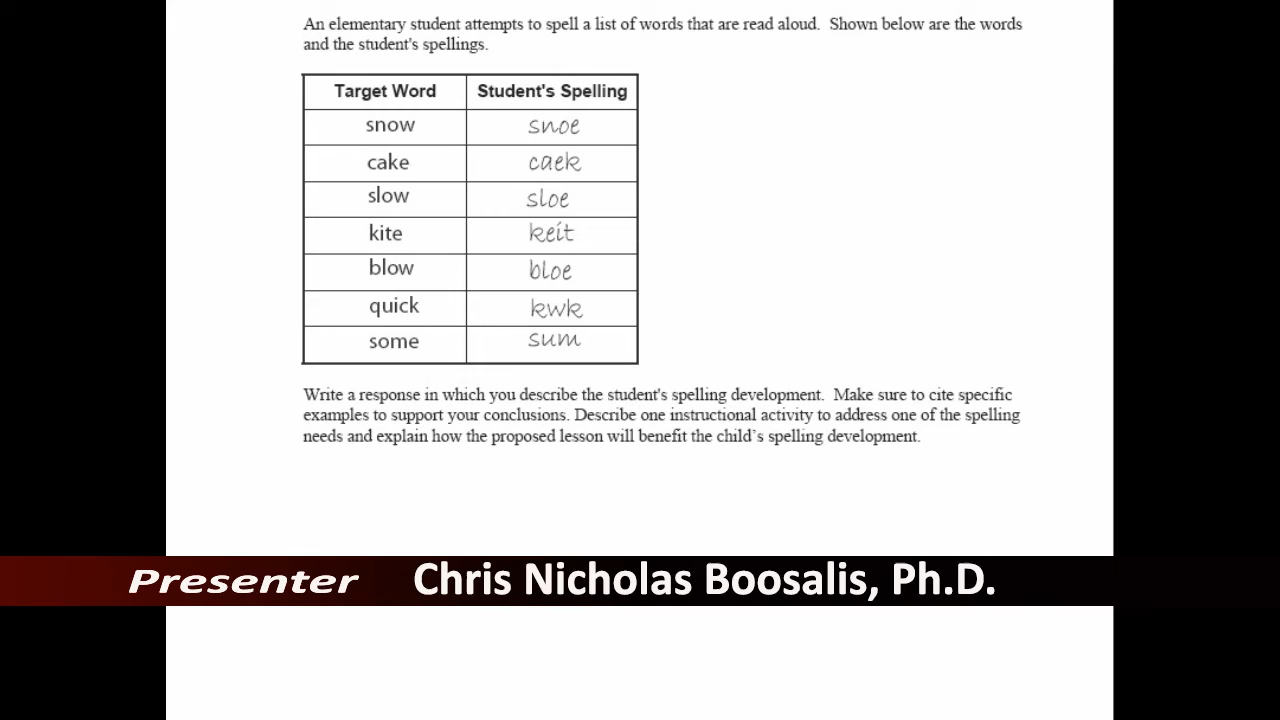 An elementary student attempts to spell a list of words that are read aloud.  Shown below are the words
and the student's spellings.
Target Word Student's Spelling
snow snoe
cake caek
slow sloe
kite keit
blow bloe
quick kwk
some sum
Write a response in which you describe the student's spelling development.  Make sure to cite specific
examples to support your conclusions. Describe one instructional activity to address one of the spelling
needs and explain how the proposed lesson will benefit the child's spelling development.
Presenter Chris Nicholas Boosalis, Ph.D.